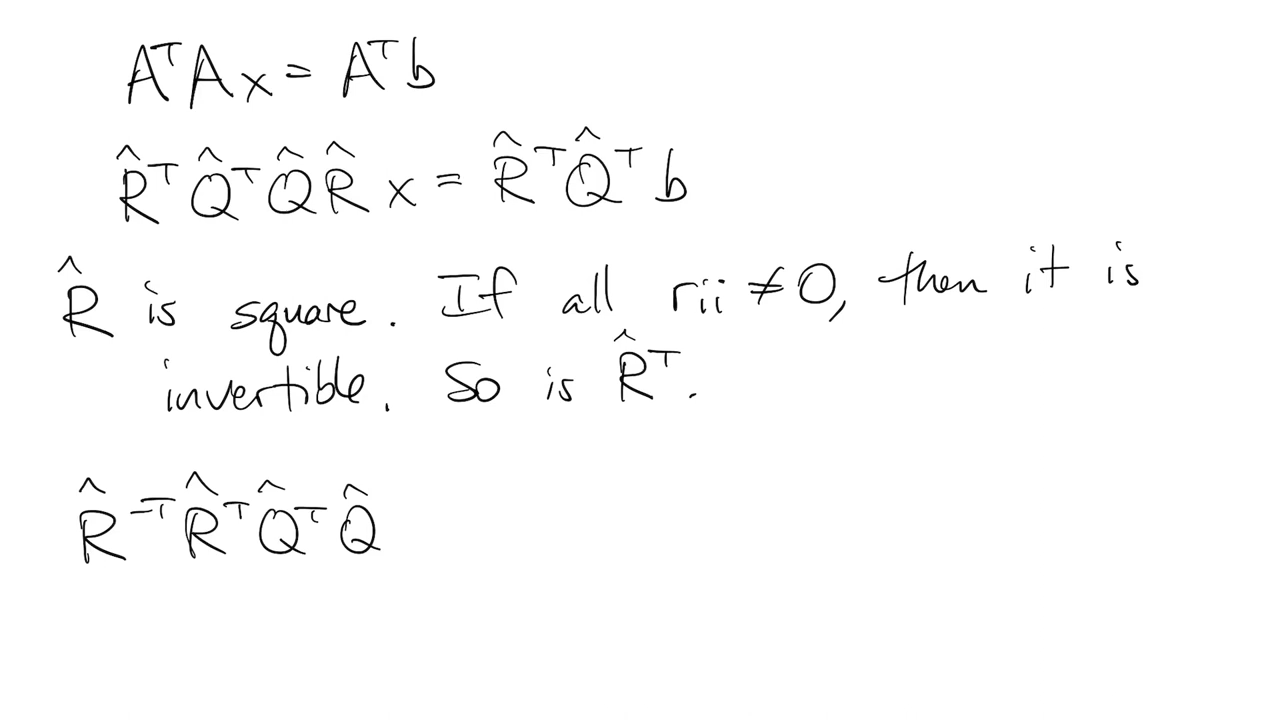 AᵀAx = Aᵀb
R̂ᵀQ̂ᵀQ̂R̂x = R̂ᵀQ̂ᵀb
R̂ is square. If all rii ≠ 0, then it is
invertible. So is R̂ᵀ.
R̂⁻ᵀR̂ᵀQ̂ᵀQ̂